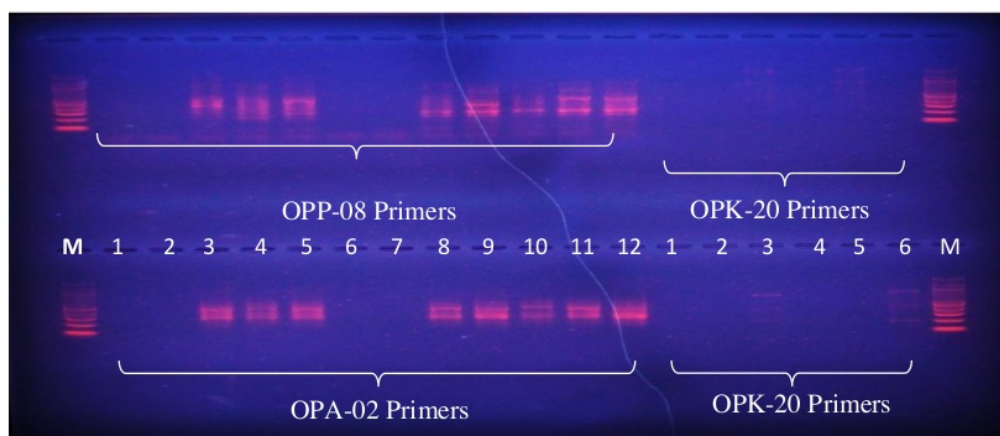 OPP-08 Primers
OPK-20 Primers
M 1 2 3 4 5 6 7 8 9 10 11 12 1 2 3 4 5 6 M
OPA-02 Primers
OPK-20 Primers